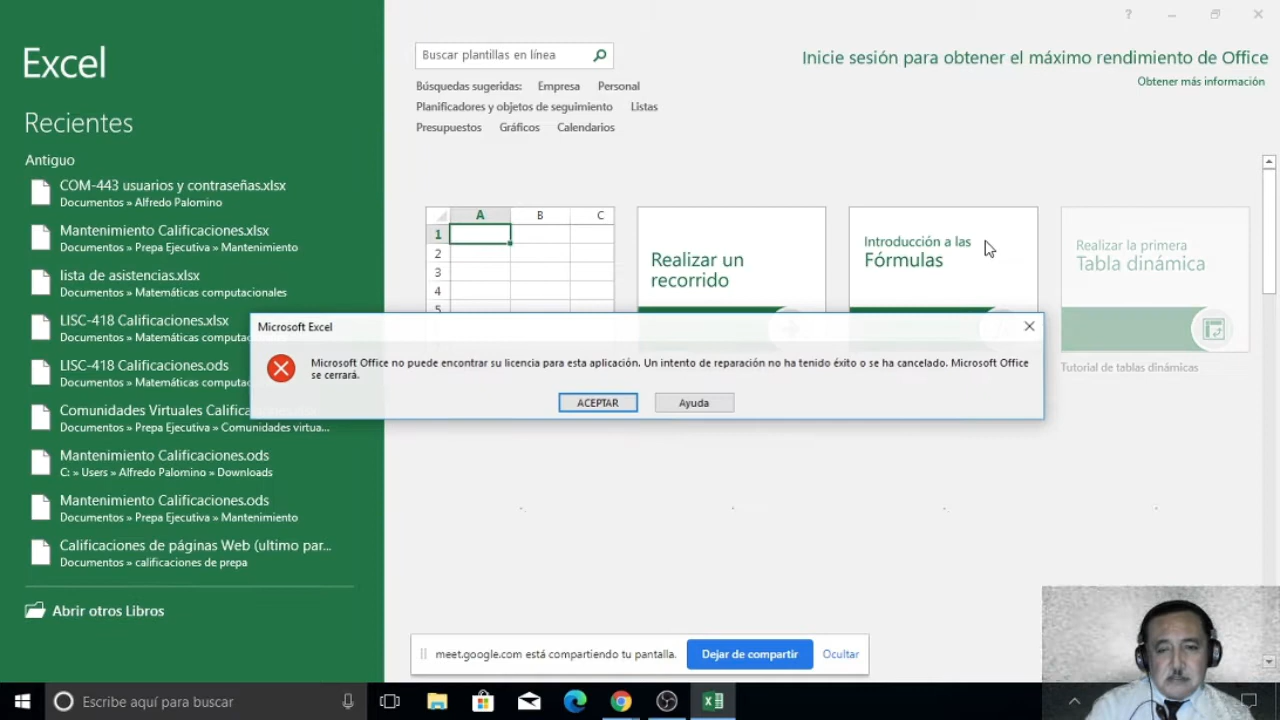 Excel
Recientes
Antiguo
COM-443 usuarios y contraseñas.xlsx
Documentos » Alfredo Palomino
Mantenimiento Calificaciones.xlsx
Documentos » Prepa Ejecutiva » Mantenimiento
lista de asistencias.xlsx
Documentos » Matemáticas computacionales
LISC-418 Calificaciones.xlsx
Documentos » Matemáticas
LISC-418 Calificaciones.ods
Documentos » Matemáticas
Comunidades Virtuales
Documentos » Prepa Ejecutiva » Comunidades virtua...
Mantenimiento Calificaciones.ods
C: » Users » Alfredo Palomino » Downloads
Mantenimiento Calificaciones.ods
Documentos » Prepa Ejecutiva » Mantenimiento
Calificaciones de páginas Web (ultimo par...
Documentos » calificaciones de prepa
Abrir otros Libros
?
Buscar plantillas en línea
Inicie sesión para obtener el máximo rendimiento de Office
Obtener más información
Búsquedas sugeridas: Empresa Personal
Planificadores y objetos de seguimiento Listas
Presupuestos Gráficos Calendarios
A B C
1
2
3
4
5
Realizar un
recorrido
Introducción a las
Fórmulas
Realizar la primera
Tabla dinámica
Tutorial de tablas dinámicas
Microsoft Excel
Microsoft Office no puede encontrar su licencia para esta aplicación. Un intento de reparación no ha tenido éxito o se ha cancelado. Microsoft Office
se cerrará.
ACEPTAR Ayuda
meet.google.com está compartiendo tu pantalla. Dejar de compartir Ocultar
Escribe aquí para buscar